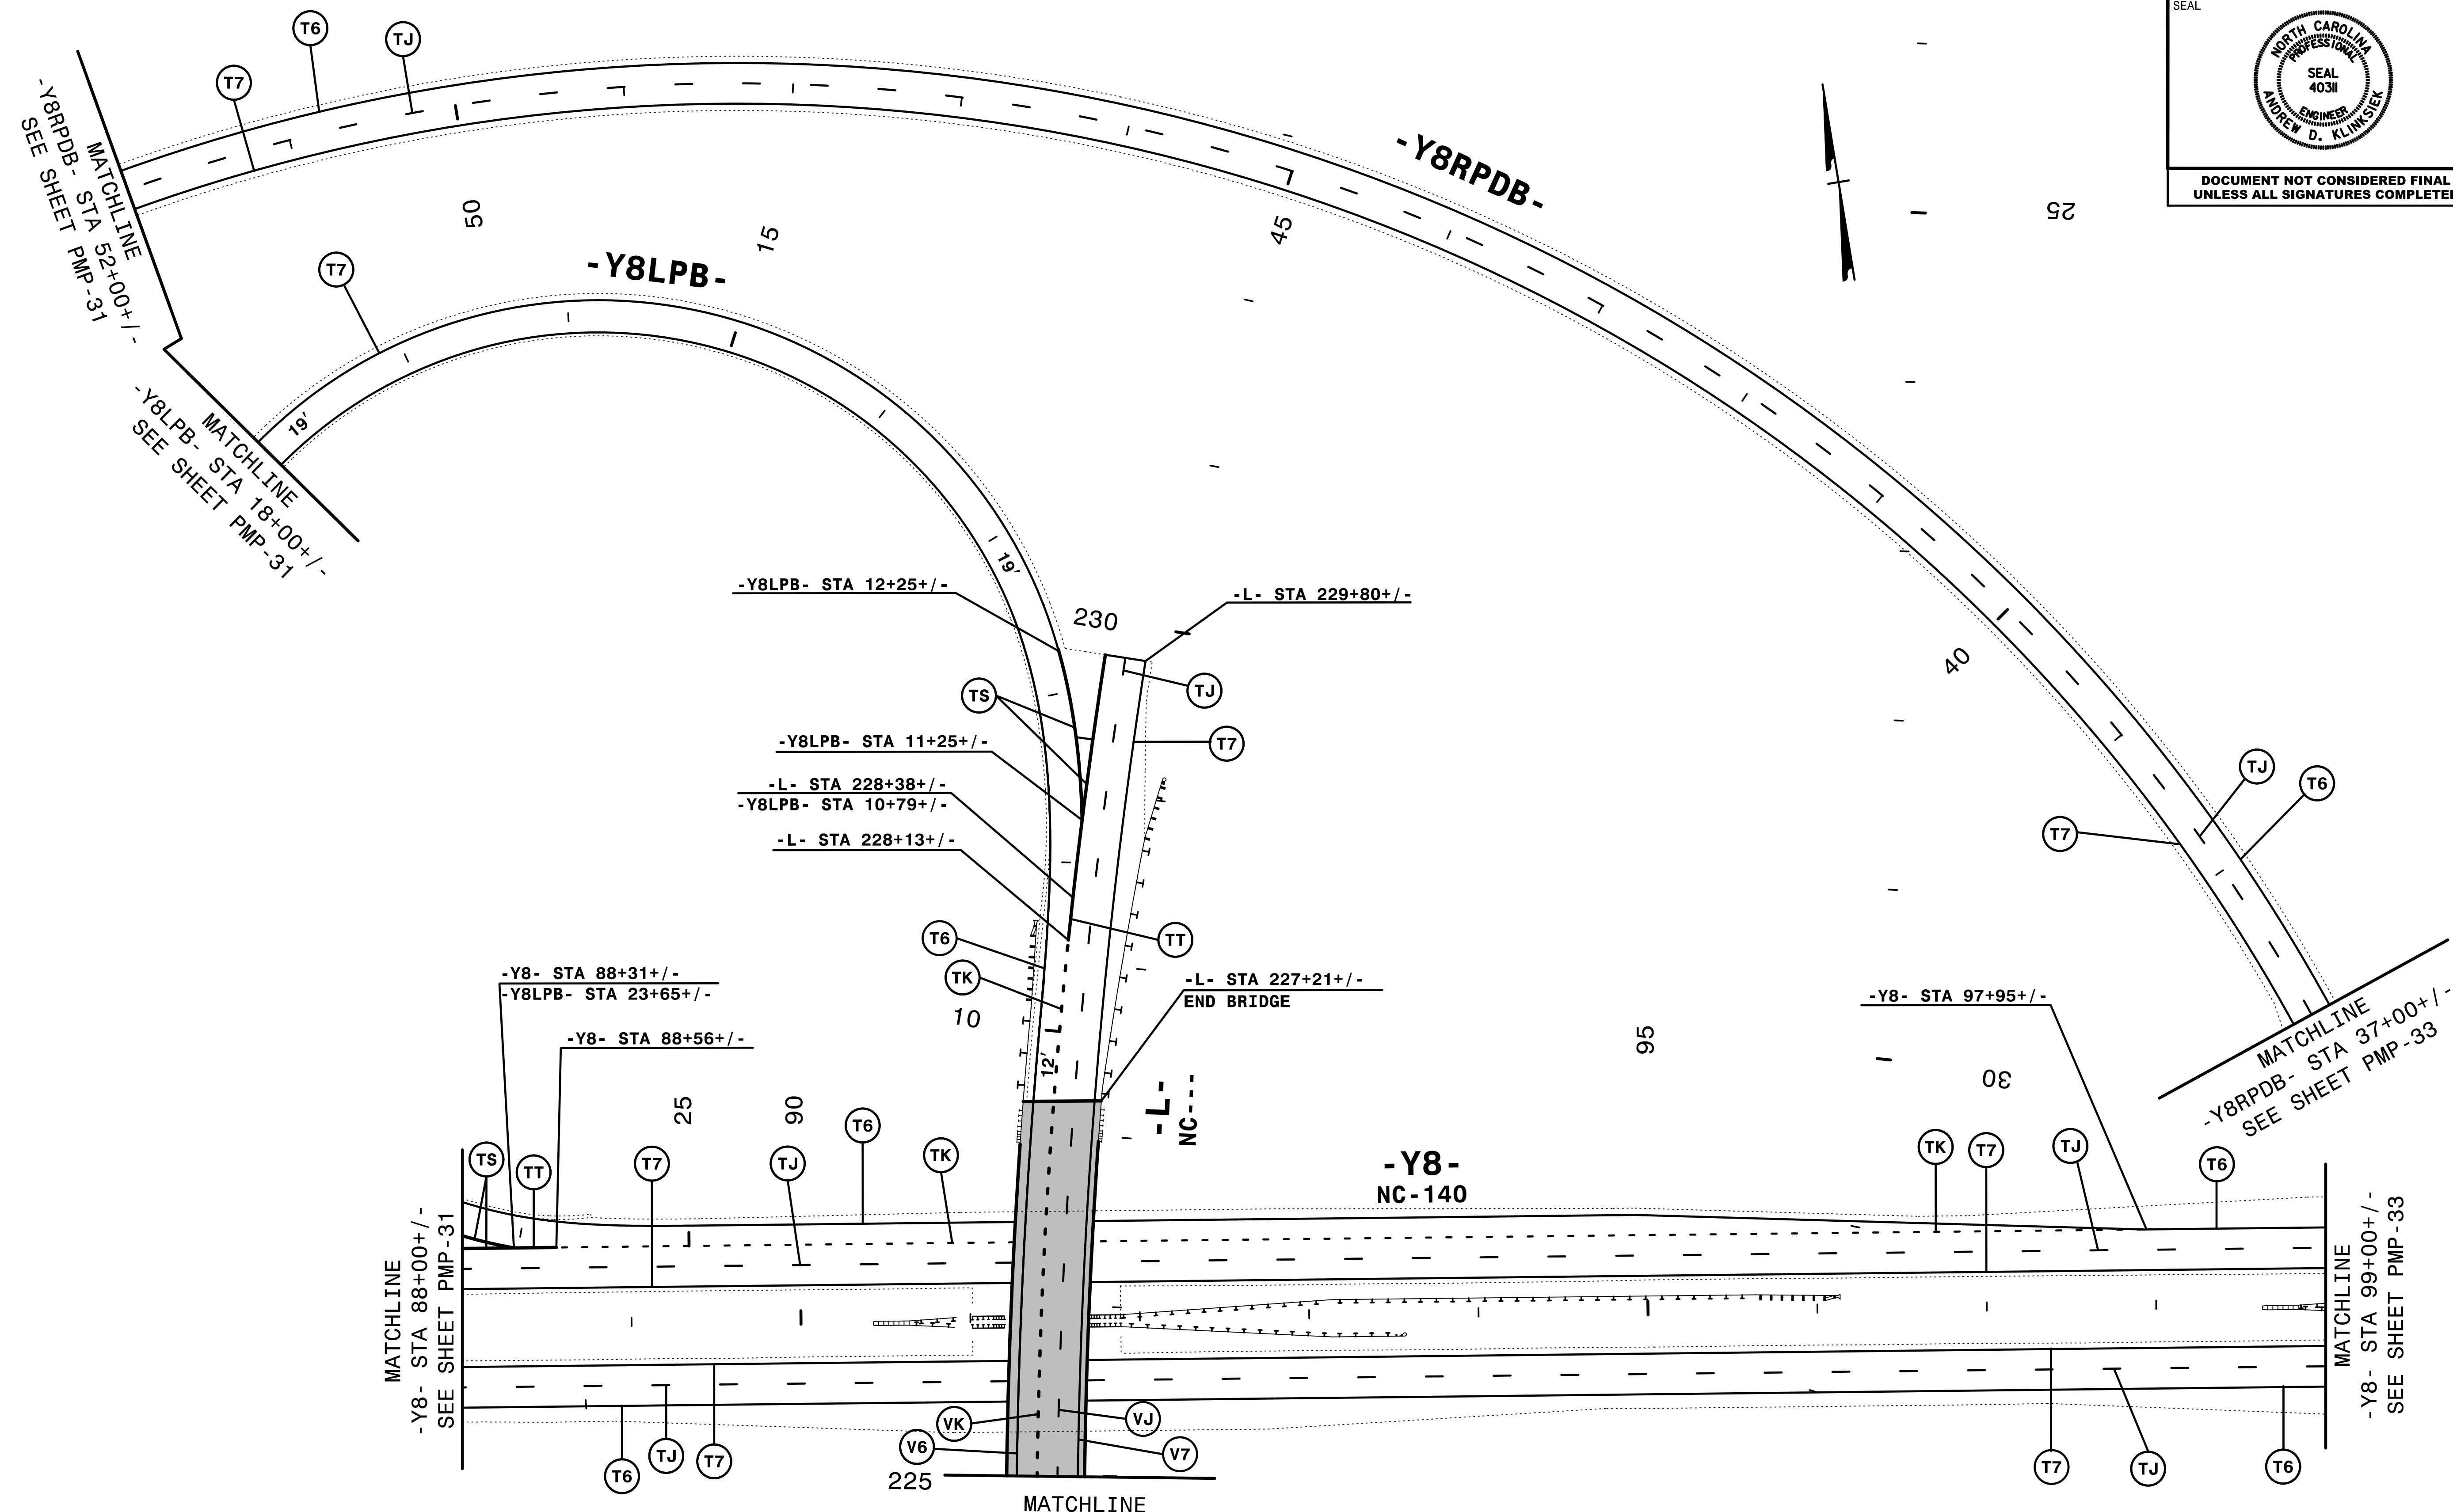 SEAL
NORTH CAROLINA
PROFESSIONAL
SEAL
40311
ENGINEER
ANDREW D. KLINKSIEK
DOCUMENT NOT CONSIDERED FINAL
UNLESS ALL SIGNATURES COMPLETED
T6
TJ
T7
MATCHLINE
-Y8RPDB- STA 52+00+/-
SEE SHEET PMP-31
50
15
45
-Y8RPDB-
25
-Y8LPB-
T7
19'
MATCHLINE
-Y8LPB- STA 18+00+/-
SEE SHEET PMP-31
19'
-Y8LPB- STA 12+25+/-
230
-L- STA 229+80+/-
40
TS
TJ
-Y8LPB- STA 11+25+/-
T7
-L- STA 228+38+/-
-Y8LPB- STA 10+79+/-
-L- STA 228+13+/-
TJ
T6
T7
T6
TT
TK
10
12'
-L- STA 227+21+/-
END BRIDGE
-Y8- STA 88+31+/-
-Y8LPB- STA 23+65+/-
-Y8- STA 88+56+/-
-Y8- STA 97+95+/-
MATCHLINE
-Y8RPDB- STA 37+00+/-
SEE SHEET PMP-33
25
90
95
30
-L-
NC---
TS
TT
T7
TJ
T6
TK
-Y8-
NC-140
TK
T7
TJ
T6
MATCHLINE
-Y8- STA 88+00+/-
SEE SHEET PMP-31
MATCHLINE
-Y8- STA 99+00+/-
SEE SHEET PMP-33
T6
TJ
T7
VK
V6
VJ
V7
T7
TJ
T6
225
MATCHLINE